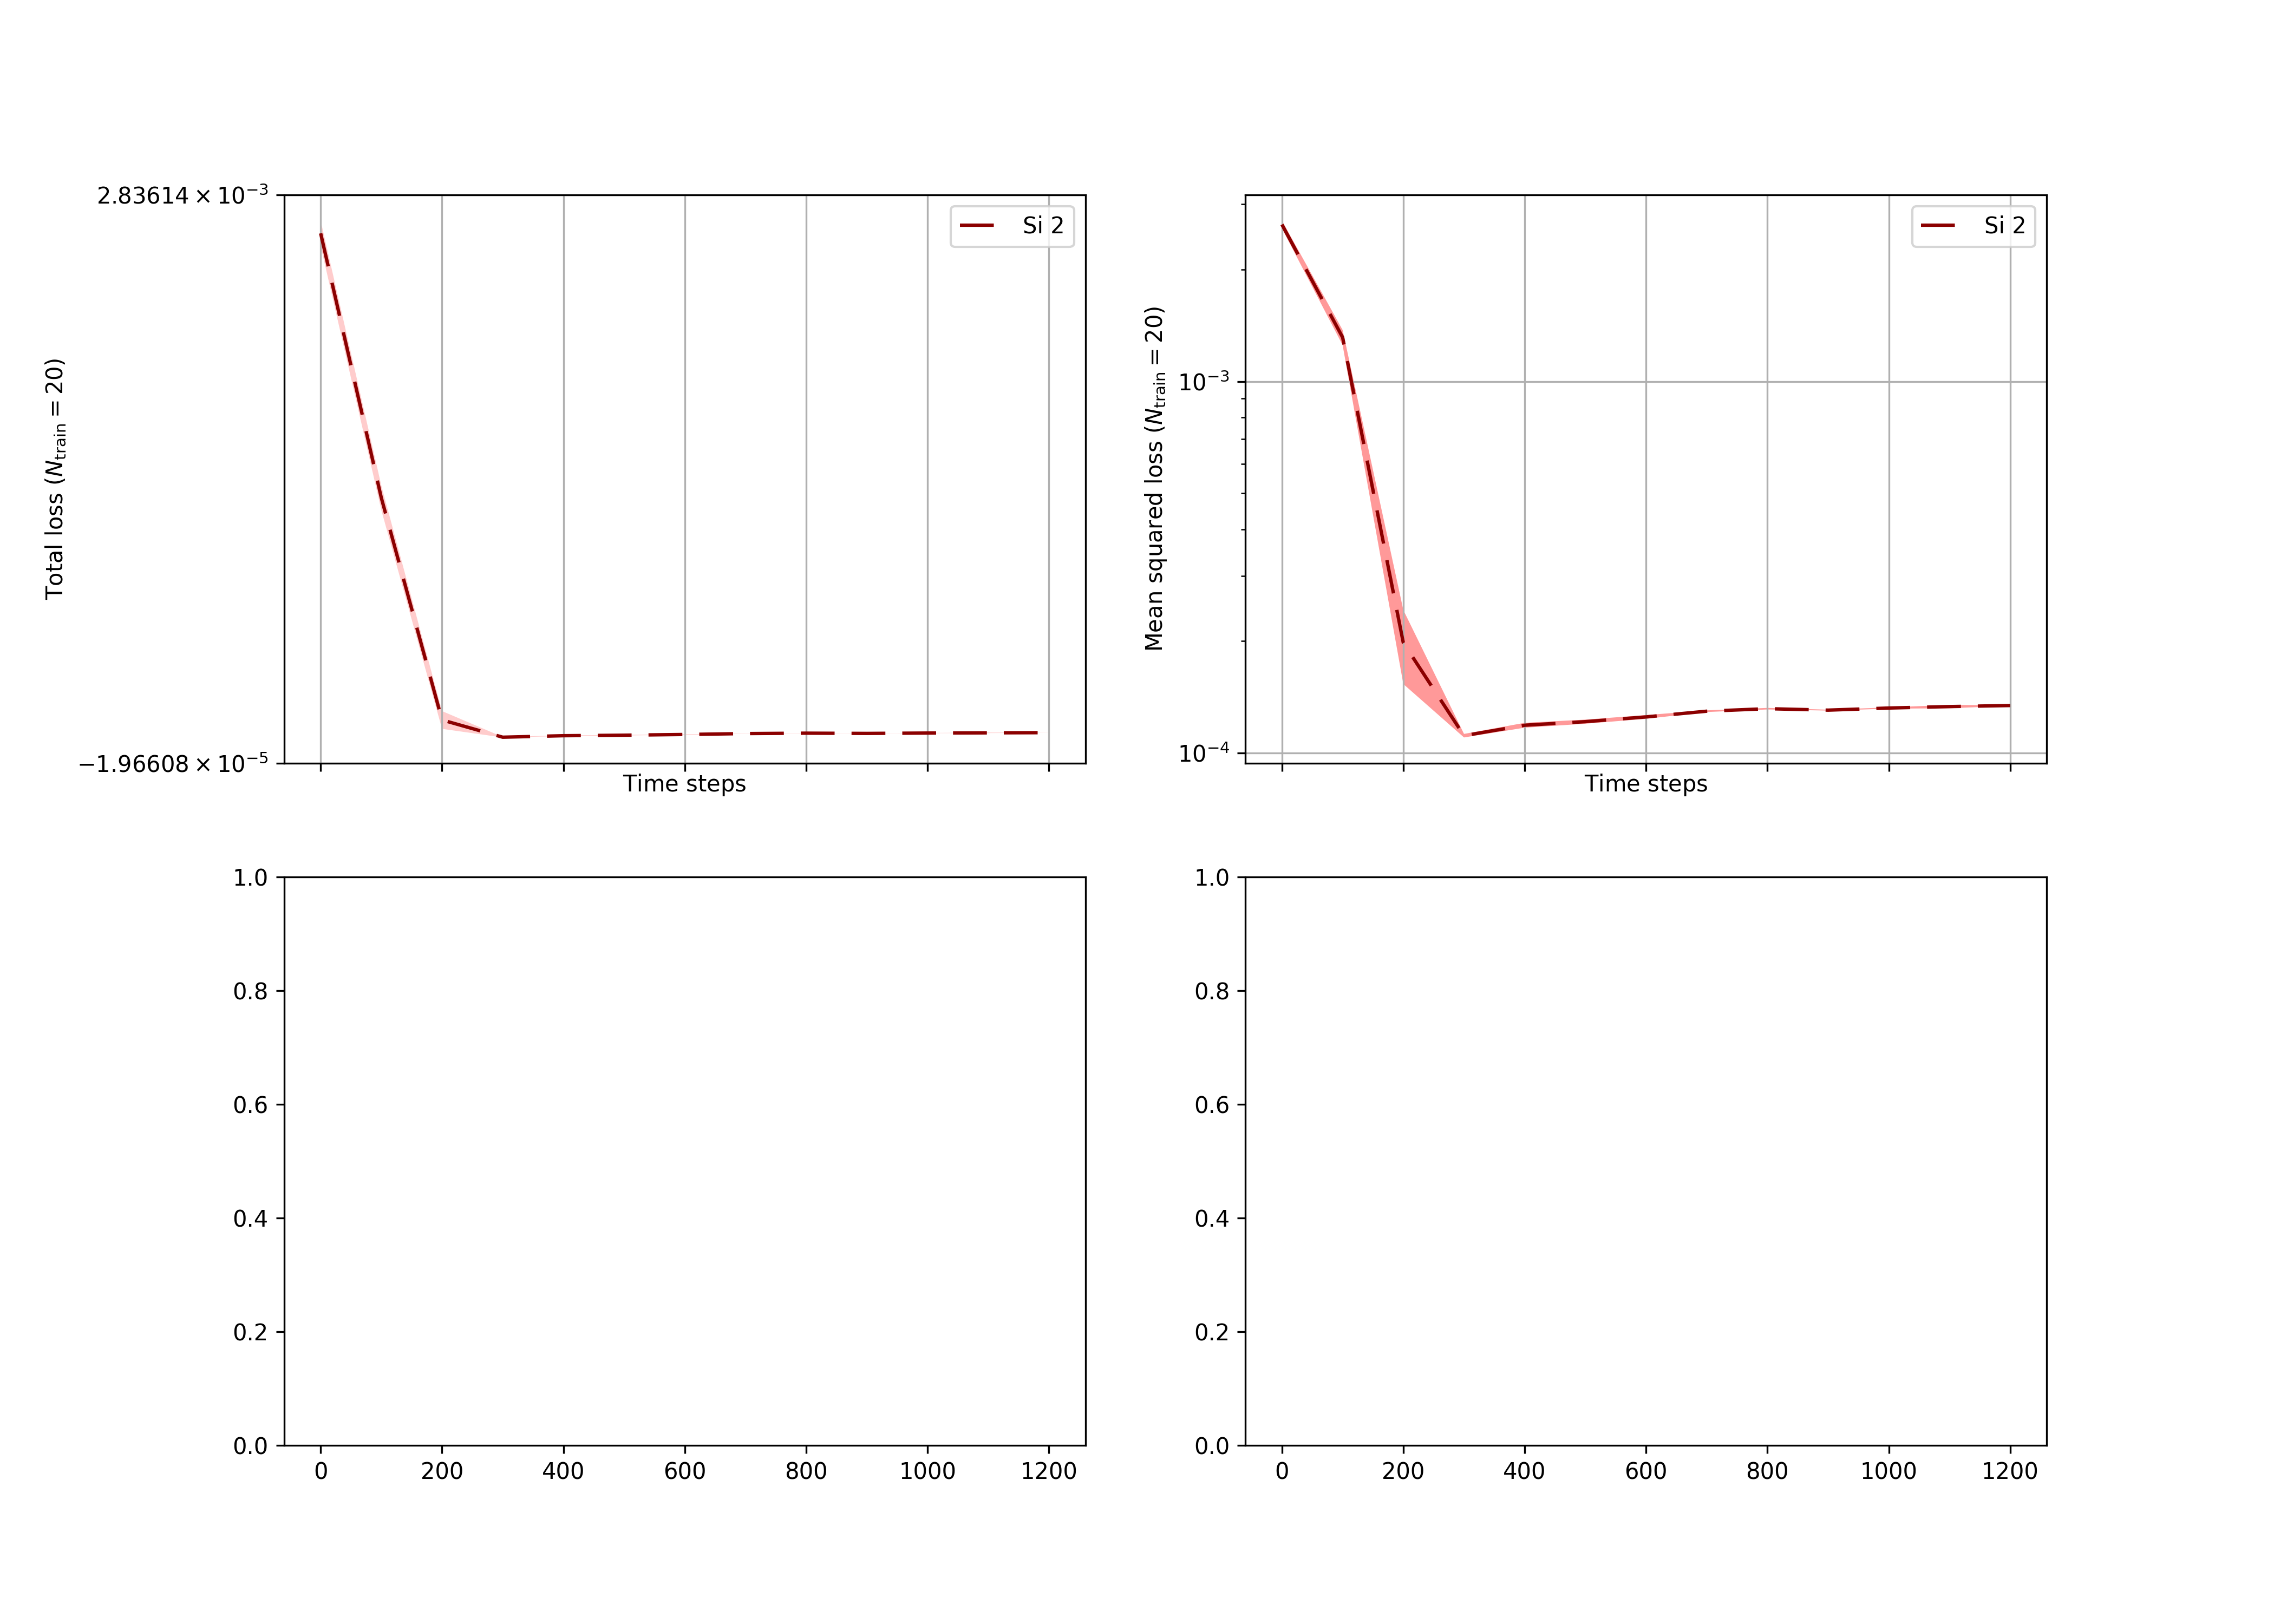 2.83614 × 10⁻³
Total loss (N_train = 20)
−1.96608 × 10⁻⁵
Si 2
Time steps
Mean squared loss (N_train = 20)
10⁻³
10⁻⁴
Si 2
Time steps
1.0
0.8
0.6
0.4
0.2
0.0
0 200 400 600 800 1000 1200
1.0
0.8
0.6
0.4
0.2
0.0
0 200 400 600 800 1000 1200